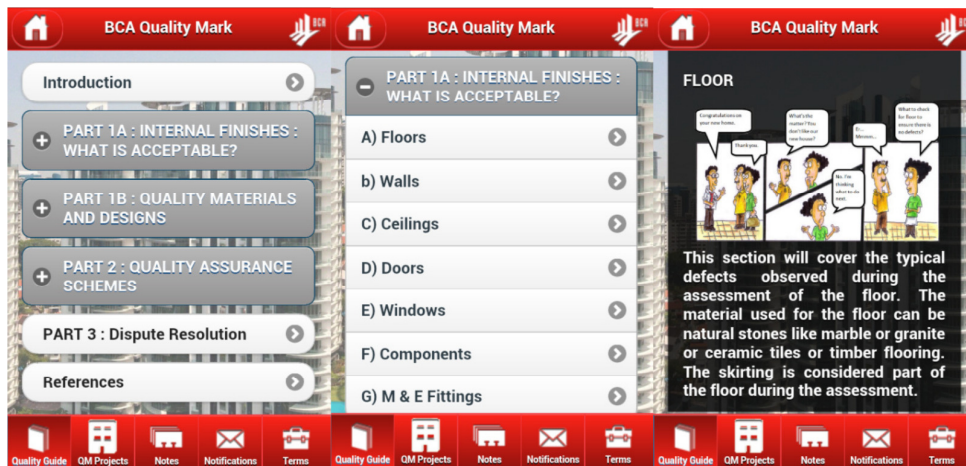 BCA Quality Mark
BCA
Introduction
PART 1A : INTERNAL FINISHES :
WHAT IS ACCEPTABLE?
PART 1B : QUALITY MATERIALS
AND DESIGNS
PART 2 : QUALITY ASSURANCE
SCHEMES
PART 3 : Dispute Resolution
References
Quality Guide
QM Projects
Notes
Notifications
Terms
BCA Quality Mark
BCA
PART 1A : INTERNAL FINISHES :
WHAT IS ACCEPTABLE?
A) Floors
b) Walls
C) Ceilings
D) Doors
E) Windows
F) Components
G) M & E Fittings
Quality Guide
QM Projects
Notes
Notifications
Terms
BCA Quality Mark
FLOOR
Congratulations on
your new home.
Thank you.
What's the
matter? You
don't like our
new house?
No. I'm
thinking
what to do
next.
Er....
Mmmm...
What to check
for floor to
ensure there is
no defects?
This section will cover the typical
defects observed during the
assessment of the floor. The
material used for the floor can be
natural stones like marble or granite
or ceramic tiles or timber flooring.
The skirting is considered part of
the floor during the assessment.
Quality Guide
QM Projects
Notes
Notifications
Terms